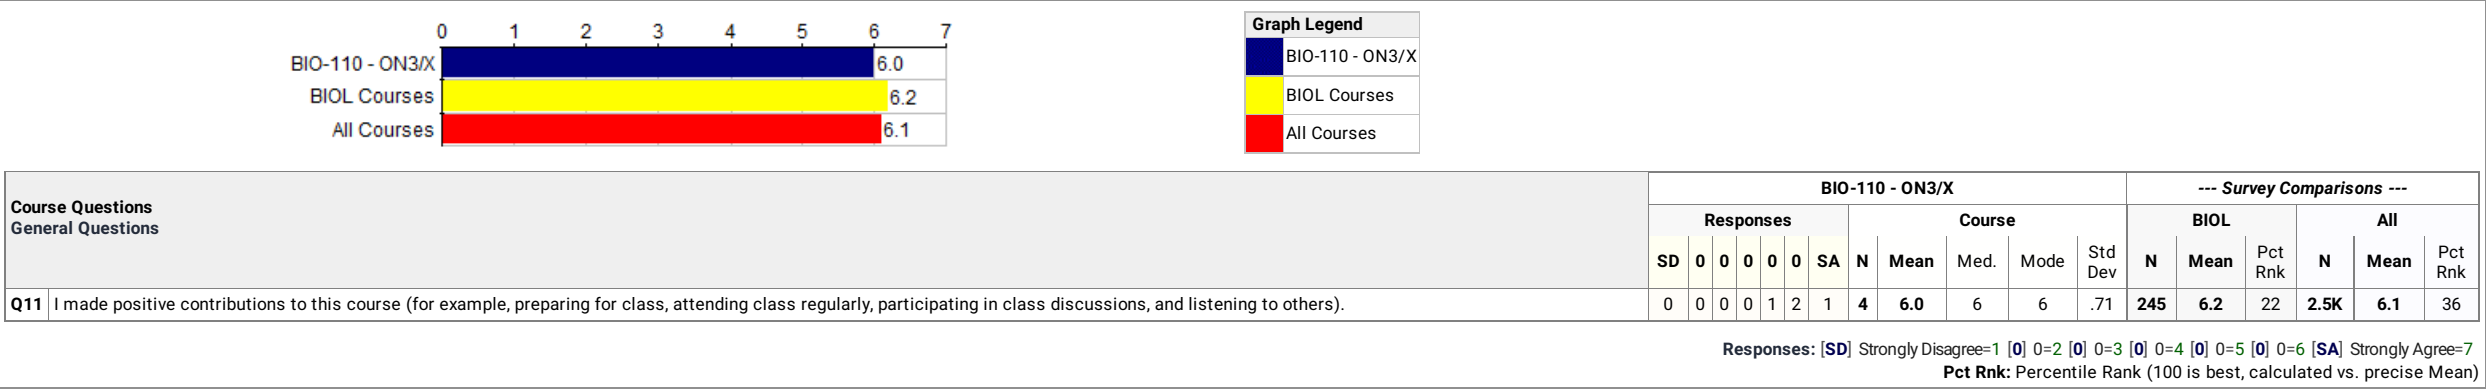 0 1 2 3 4 5 6 7
BIO-110 - ON3/X 6.0
BIOL Courses 6.2
All Courses 6.1
Graph Legend
BIO-110 - ON3/X
BIOL Courses
All Courses
Course Questions
General Questions
BIO-110 - ON3/X --- Survey Comparisons ---
Responses Course BIOL All
SD 0 0 0 0 0 SA N Mean Med. Mode Std Dev N Mean Pct Rnk N Mean Pct Rnk
Q11 I made positive contributions to this course (for example, preparing for class, attending class regularly, participating in class discussions, and listening to others). 0 0 0 0 1 2 1 4 6.0 6 6 .71 245 6.2 22 2.5K 6.1 36
Responses: [SD] Strongly Disagree=1 [0] 0=2 [0] 0=3 [0] 0=4 [0] 0=5 [0] 0=6 [SA] Strongly Agree=7
Pct Rnk: Percentile Rank (100 is best, calculated vs. precise Mean)